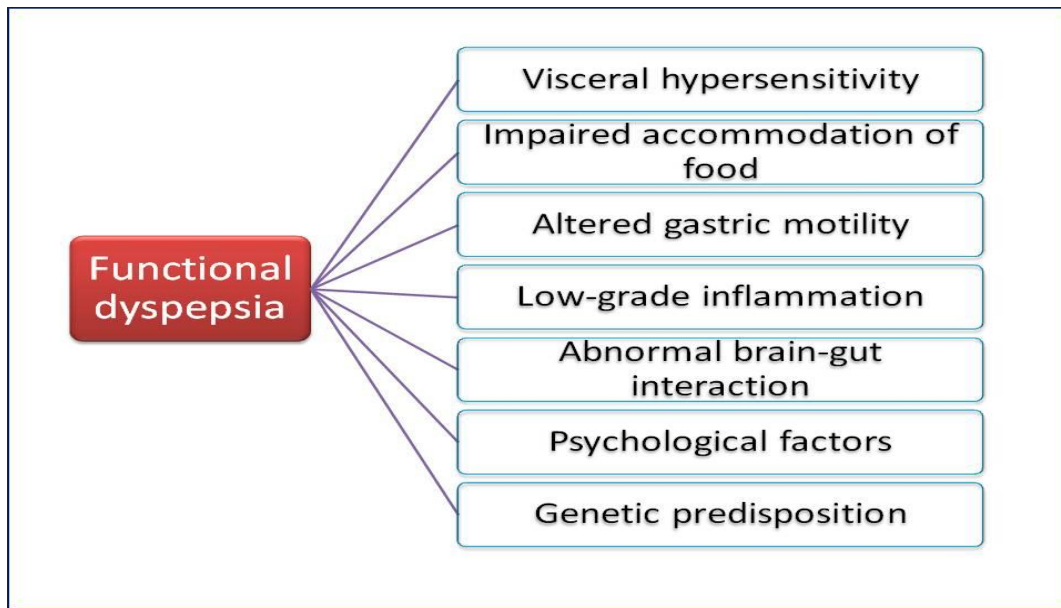 Functional
dyspepsia
Visceral hypersensitivity
Impaired accommodation of
food
Altered gastric motility
Low-grade inflammation
Abnormal brain-gut
interaction
Psychological factors
Genetic predisposition